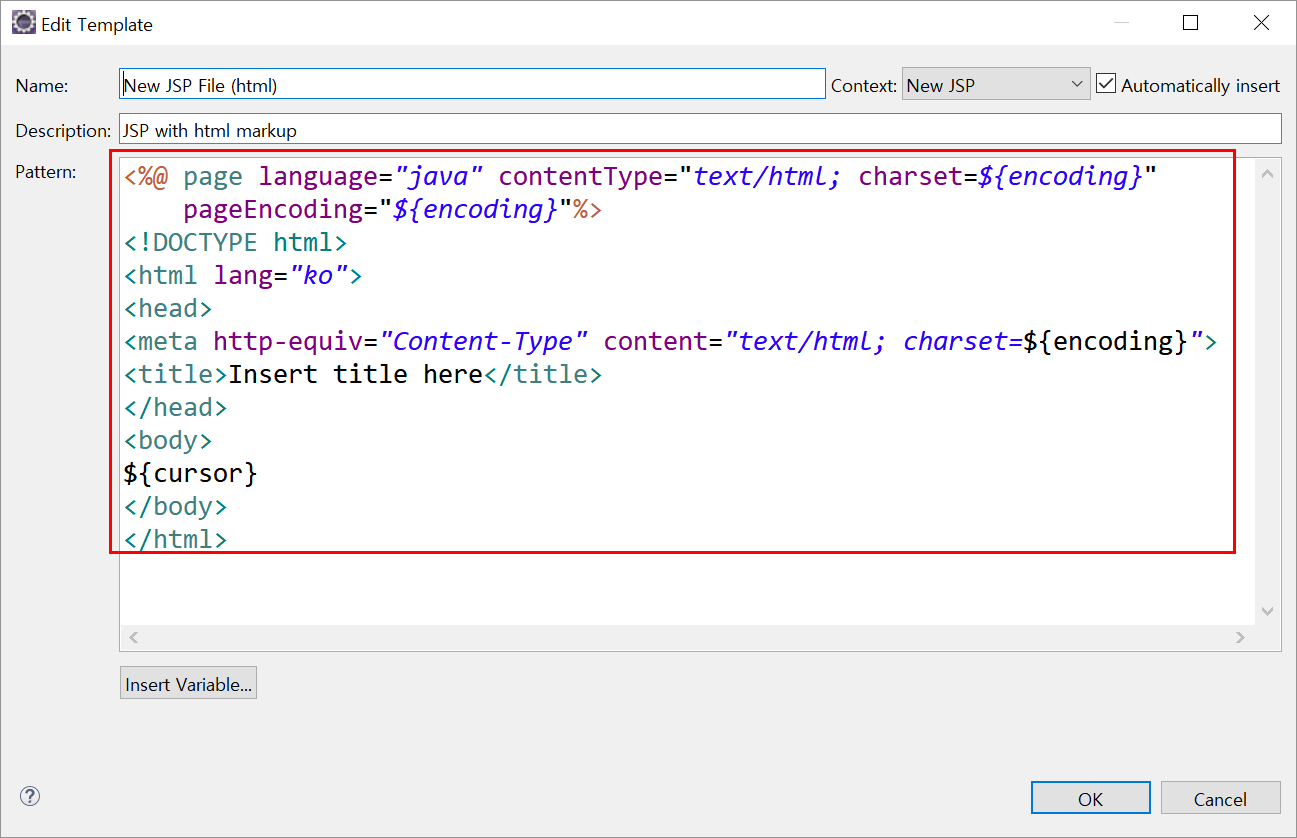 Edit Template
Name: New JSP File (html) Context: New JSP Automatically insert
Description: JSP with html markup
Pattern:
<%@ page language="java" contentType="text/html; charset=${encoding}"
    pageEncoding="${encoding}"%>
<!DOCTYPE html>
<html lang="ko">
<head>
<meta http-equiv="Content-Type" content="text/html; charset=${encoding}">
<title>Insert title here</title>
</head>
<body>
${cursor}
</body>
</html>
Insert Variable...
OK Cancel